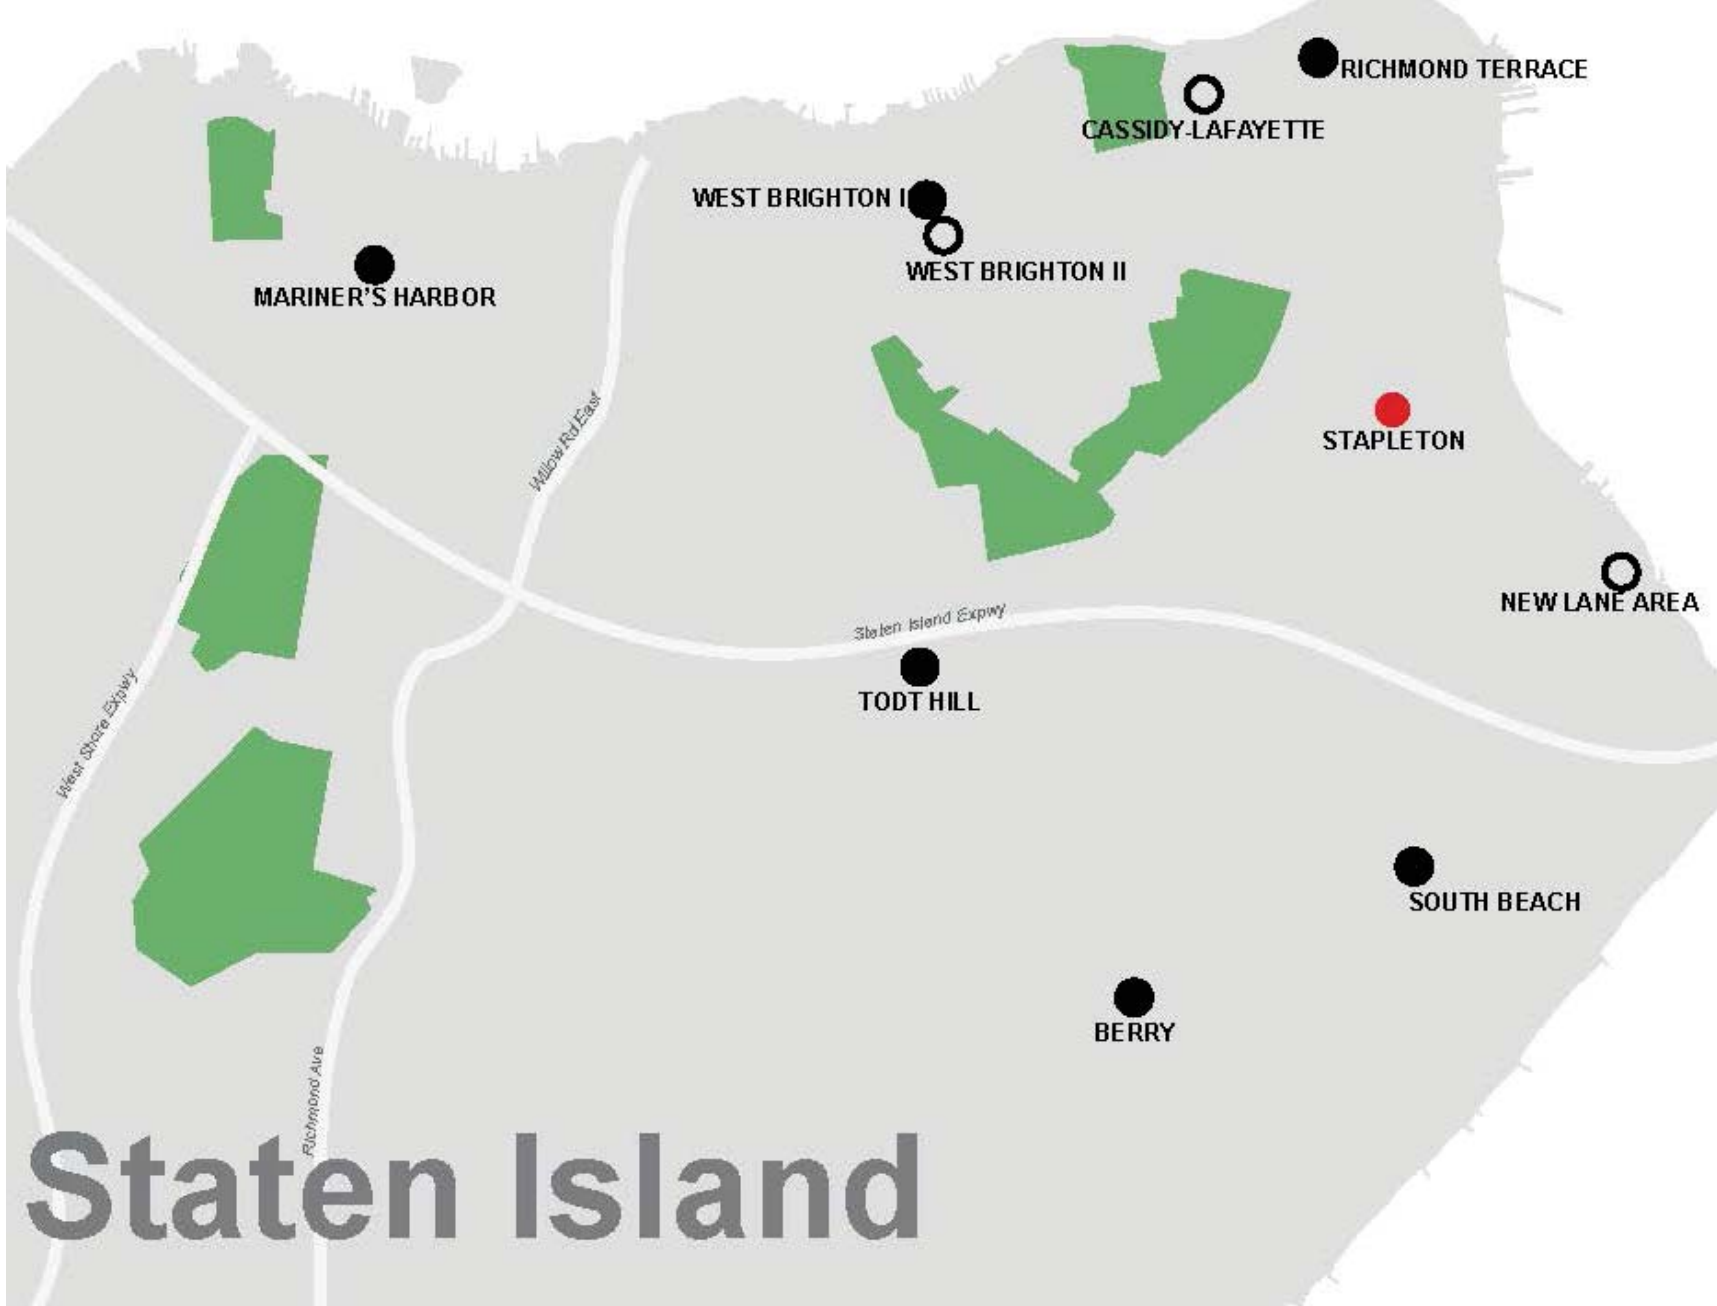 RICHMOND TERRACE
CASSIDY-LAFAYETTE
WEST BRIGHTON I
WEST BRIGHTON II
MARINER'S HARBOR
Willow Rd East
STAPLETON
NEW LANE AREA
Staten Island Expwy
TODT HILL
West Shore Expwy
SOUTH BEACH
BERRY
Richmond Ave
Staten Island